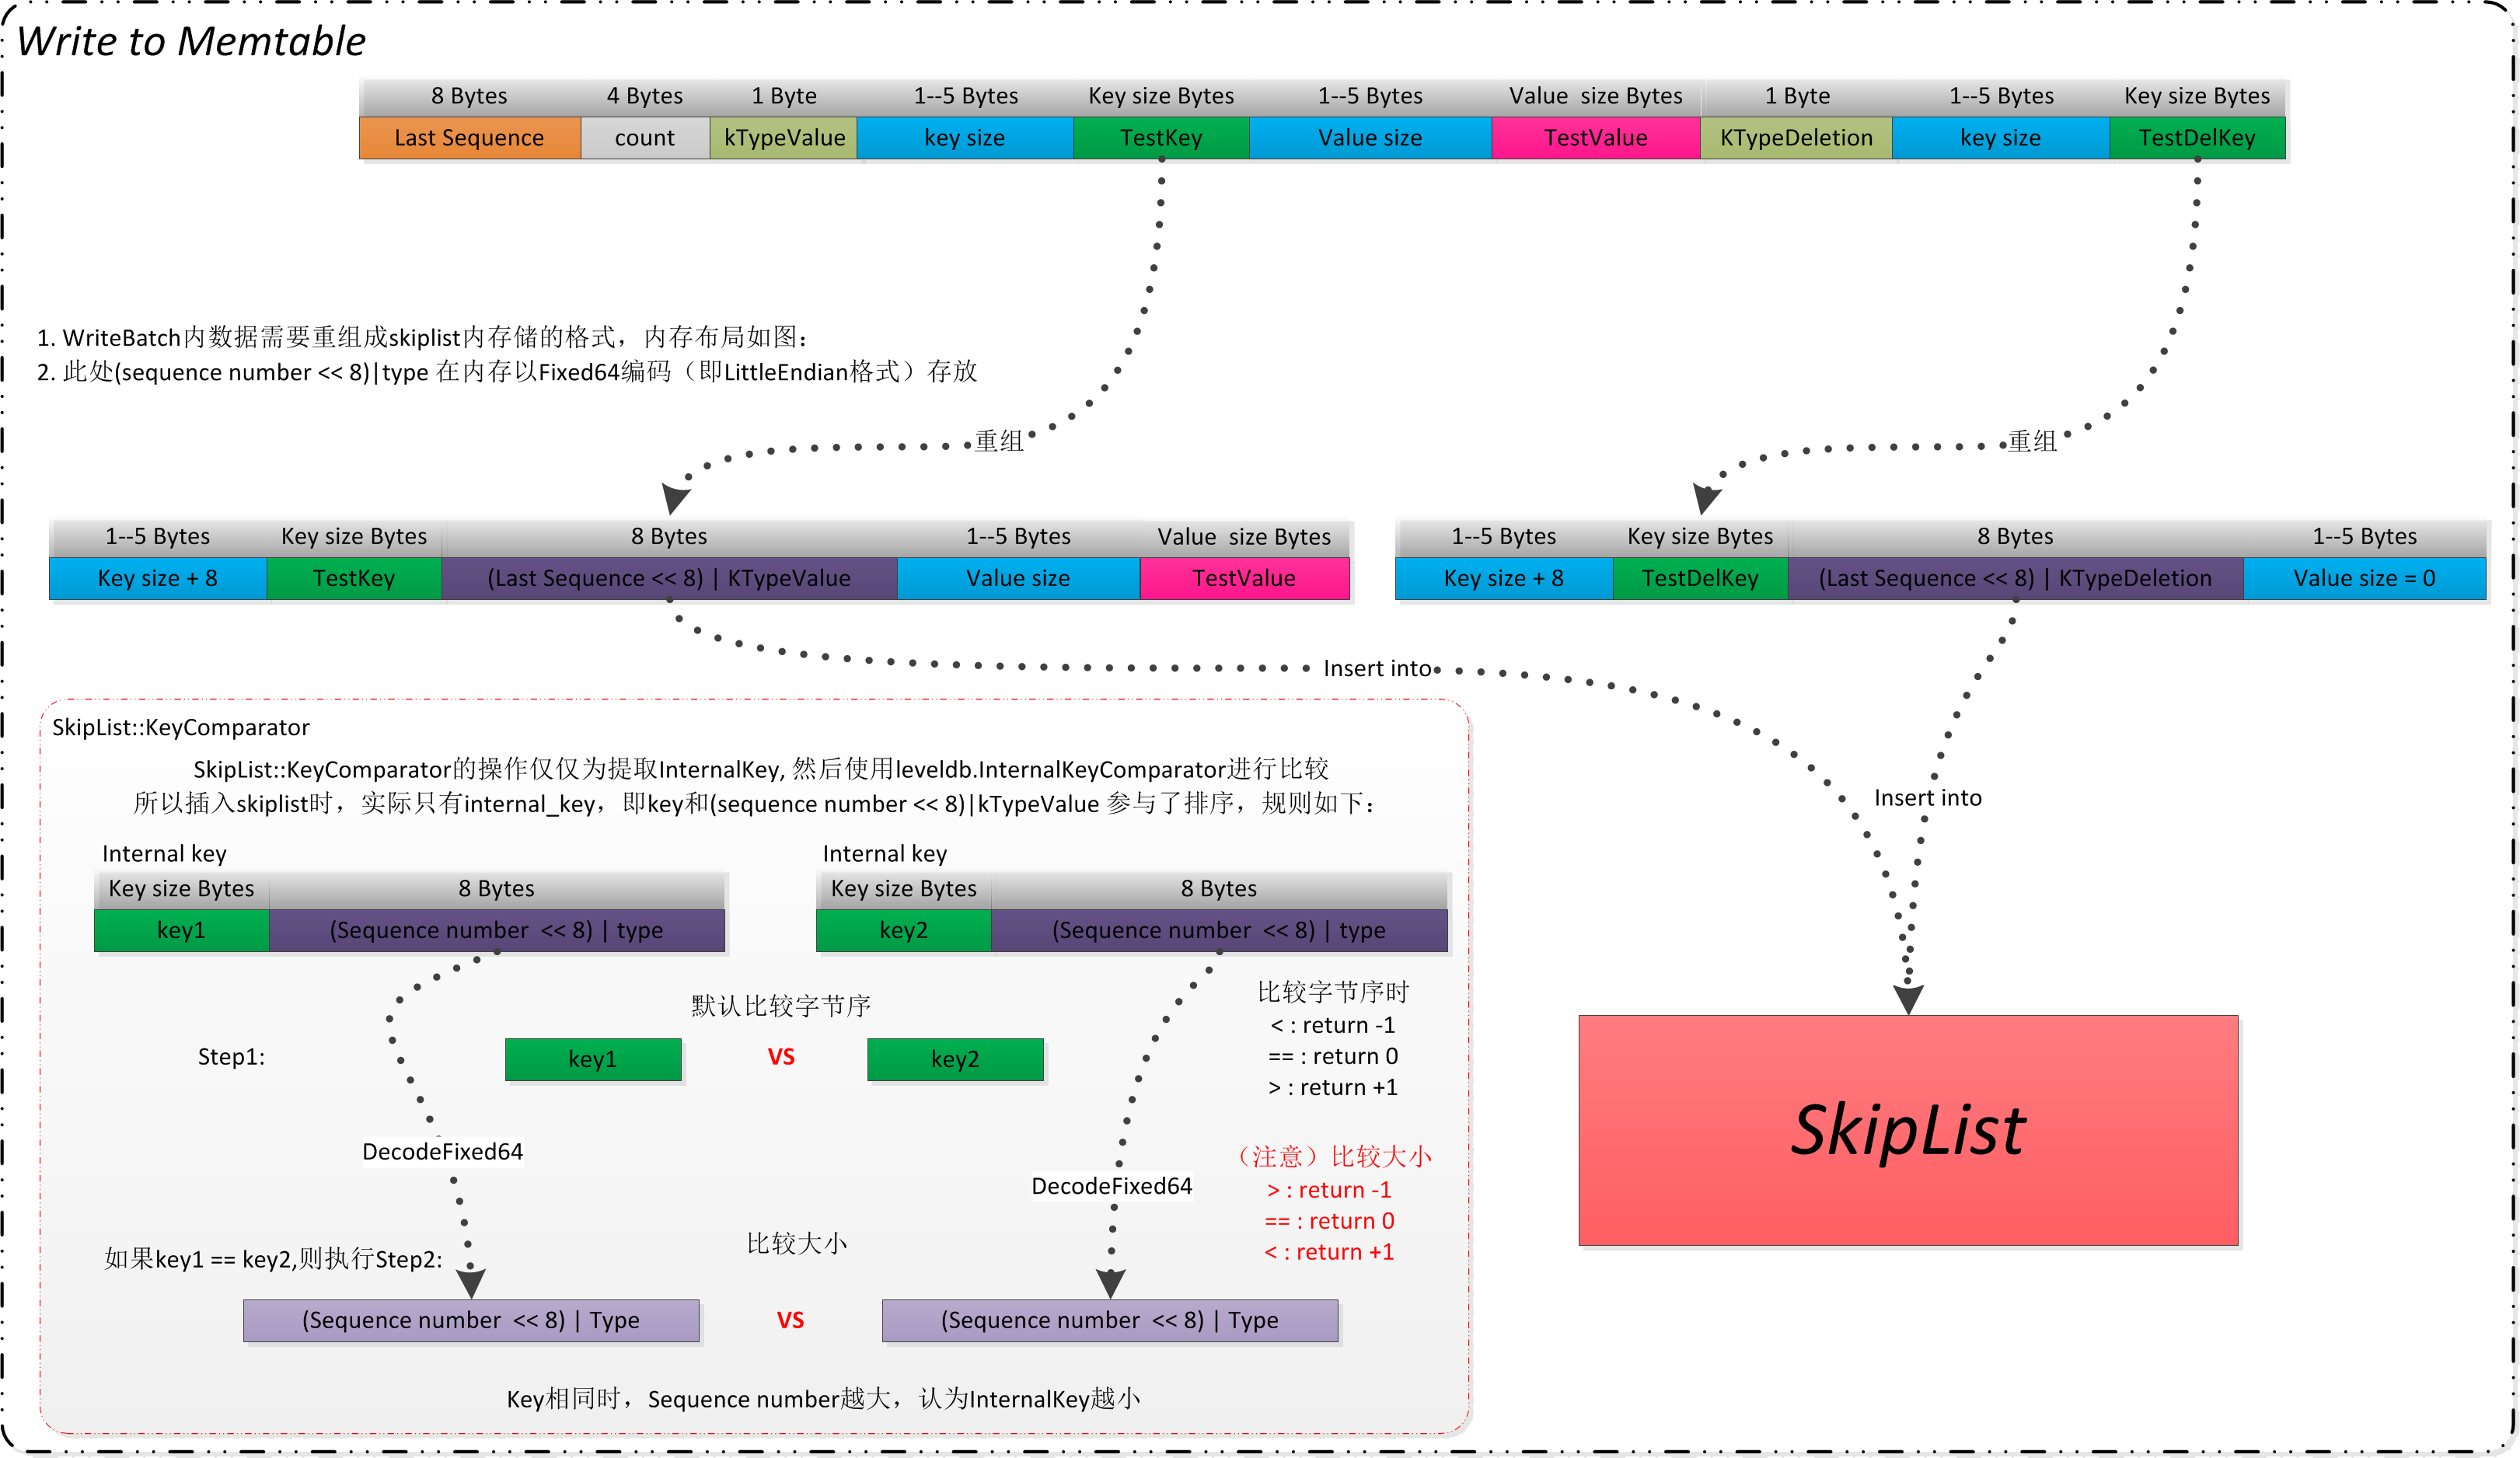 Write to Memtable
8 Bytes 4 Bytes 1 Byte 1--5 Bytes Key size Bytes 1--5 Bytes Value size Bytes 1 Byte 1--5 Bytes Key size Bytes
Last Sequence count kTypeValue key size TestKey Value size TestValue KTypeDeletion key size TestDelKey
1. WriteBatch内数据需要重组成skiplist内存储的格式，内存布局如图：
2. 此处(sequence number << 8)|type 在内存以Fixed64编码（即LittleEndian格式）存放
重组 重组
1--5 Bytes Key size Bytes 8 Bytes 1--5 Bytes Value size Bytes
Key size + 8 TestKey (Last Sequence << 8) | KTypeValue Value size TestValue
1--5 Bytes Key size Bytes 8 Bytes 1--5 Bytes
Key size + 8 TestDelKey (Last Sequence << 8) | KTypeDeletion Value size = 0
Insert into
Insert into
SkipList::KeyComparator
SkipList::KeyComparator的操作仅仅为提取InternalKey, 然后使用leveldb.InternalKeyComparator进行比较
所以插入skiplist时，实际只有internal_key，即key和(sequence number << 8)|kTypeValue 参与了排序，规则如下：
Internal key Internal key
Key size Bytes 8 Bytes Key size Bytes 8 Bytes
key1 (Sequence number << 8) | type key2 (Sequence number << 8) | type
默认比较字节序
Step1: key1 VS key2
比较字节序时
< : return -1
== : return 0
> : return +1
DecodeFixed64 DecodeFixed64
（注意）比较大小
> : return -1
== : return 0
< : return +1
比较大小
如果key1 == key2,则执行Step2:
(Sequence number << 8) | Type VS (Sequence number << 8) | Type
Key相同时，Sequence number越大，认为InternalKey越小
SkipList